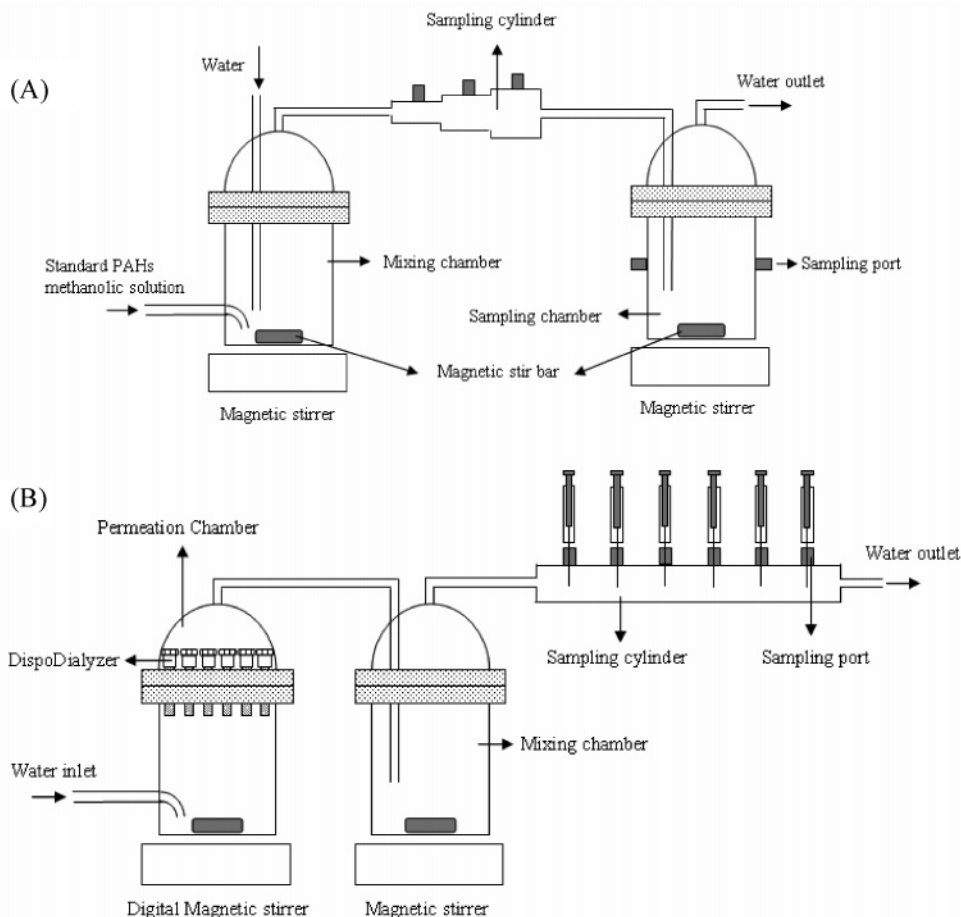 (A)
Sampling cylinder
Water
Water outlet
Mixing chamber
Sampling port
Standard PAHs
methanolic solution
Sampling chamber
Magnetic stir bar
Magnetic stirrer
Magnetic stirrer
(B)
Permeation Chamber
Water outlet
DispoDialyzer
Sampling cylinder
Sampling port
Mixing chamber
Water inlet
Digital Magnetic stirrer
Magnetic stirrer